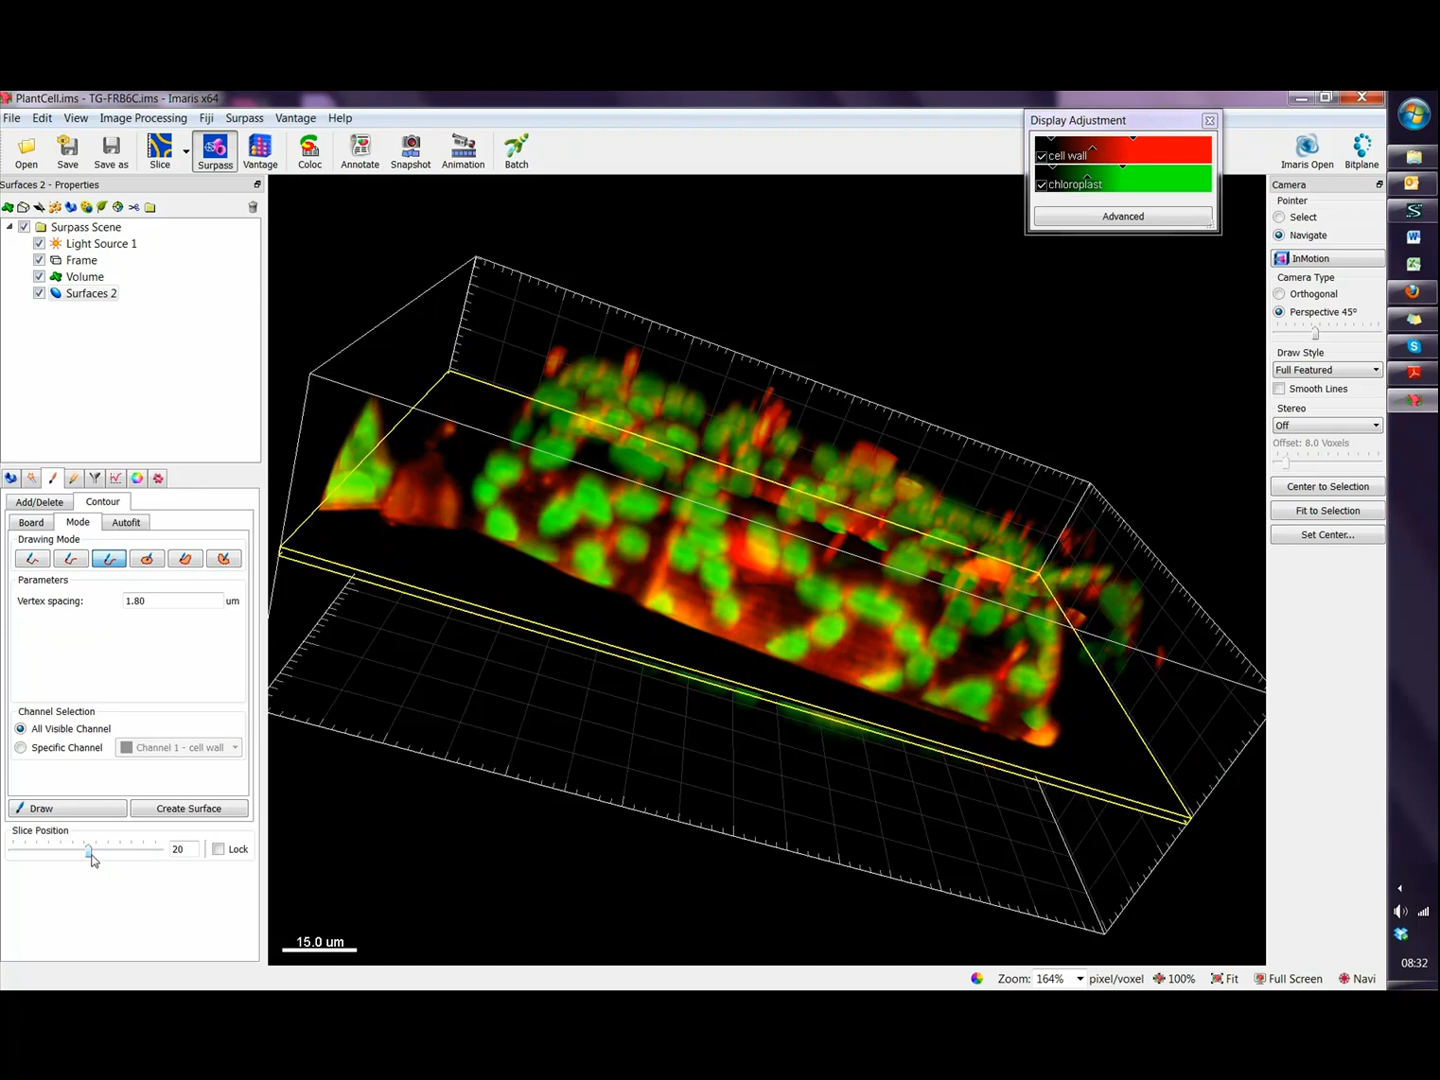 PlantCell.ims - TG-FRB6C.ims - Imaris x64
File Edit View Image Processing Fiji Surpass Vantage Help
Open Save Save as Slice Surpass Vantage Coloc Annotate Snapshot Animation Batch
Imaris Open Bitplane
Display Adjustment
cell wall
chloroplast
Advanced
Surfaces 2 - Properties
Surpass Scene
Light Source 1
Frame
Volume
Surfaces 2
Add/Delete Contour
Board Mode Autofit
Drawing Mode
Parameters
Vertex spacing: 1.80 um
Channel Selection
All Visible Channel
Specific Channel Channel 1 - cell wall
Draw Create Surface
Slice Position
20 Lock
15.0 um
Camera
Pointer
Select
Navigate
InMotion
Camera Type
Orthogonal
Perspective 45º
Draw Style
Full Featured
Smooth Lines
Stereo
Off
Offset: 8.0 Voxels
Center to Selection
Fit to Selection
Set Center...
08:32
Zoom: 164% pixel/voxel 100% Fit Full Screen Navi